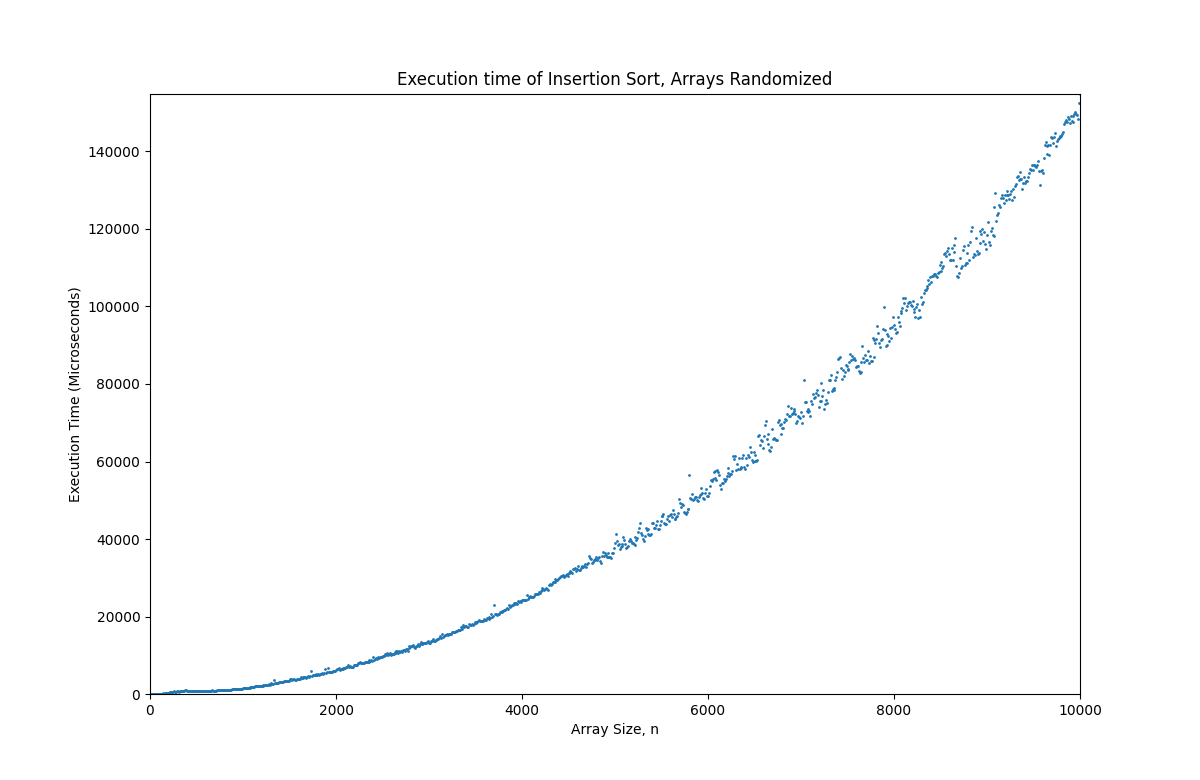 Execution time of Insertion Sort, Arrays Randomized
140000
120000
100000
80000
60000
40000
20000
0
Execution Time (Microseconds)
0 2000 4000 6000 8000 10000
Array Size, n